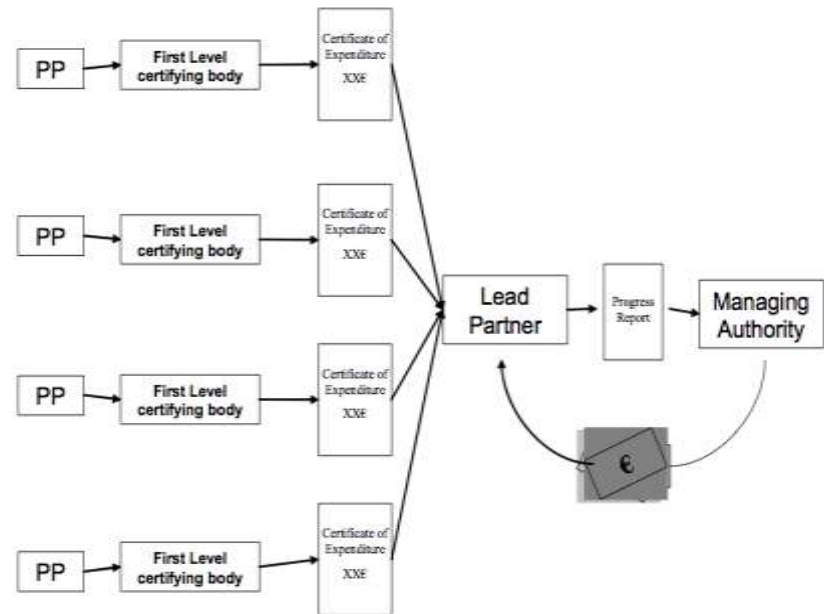 PP
First Level
certifying body
Certificate of
Expenditure
XX€
PP
First Level
certifying body
Certificate of
Expenditure
XX€
PP
First Level
certifying body
Certificate of
Expenditure
XX€
PP
First Level
certifying body
Certificate of
Expenditure
XX€
Lead
Partner
Progress
Report
Managing
Authority
€